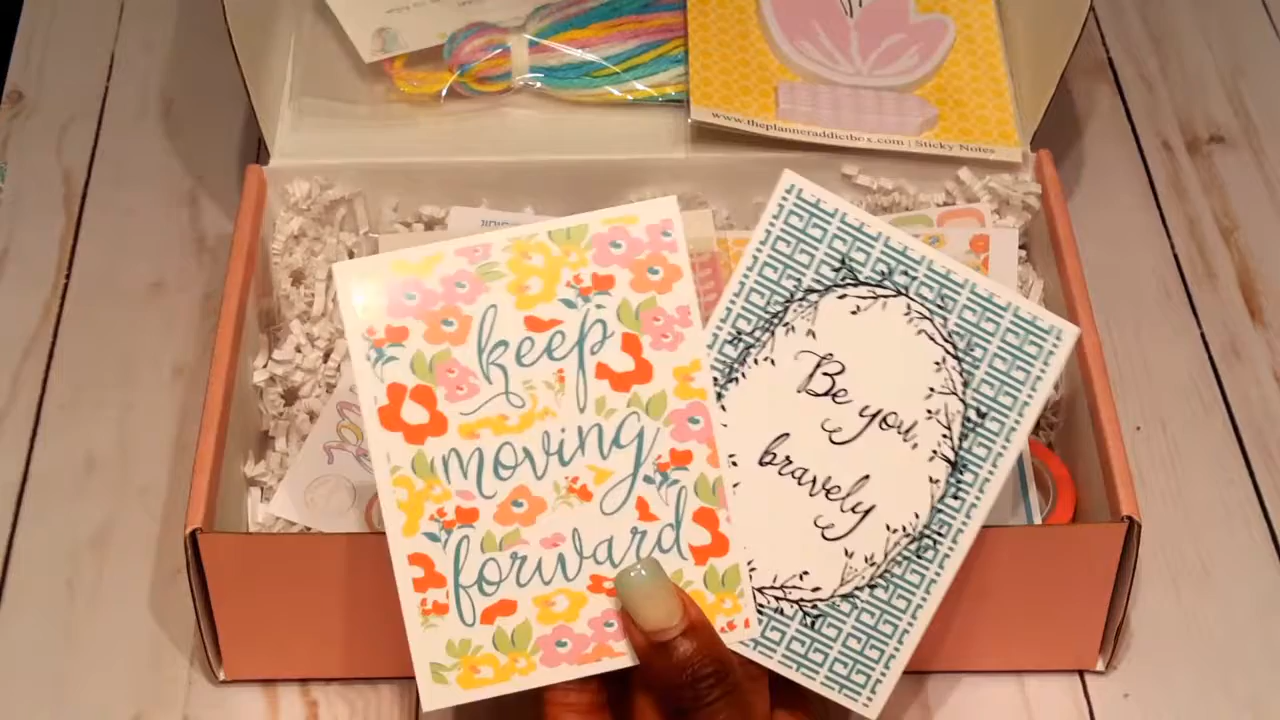 www.theplanneraddictbox.com | Sticky Notes
keep
moving
forward
Be you,
bravely